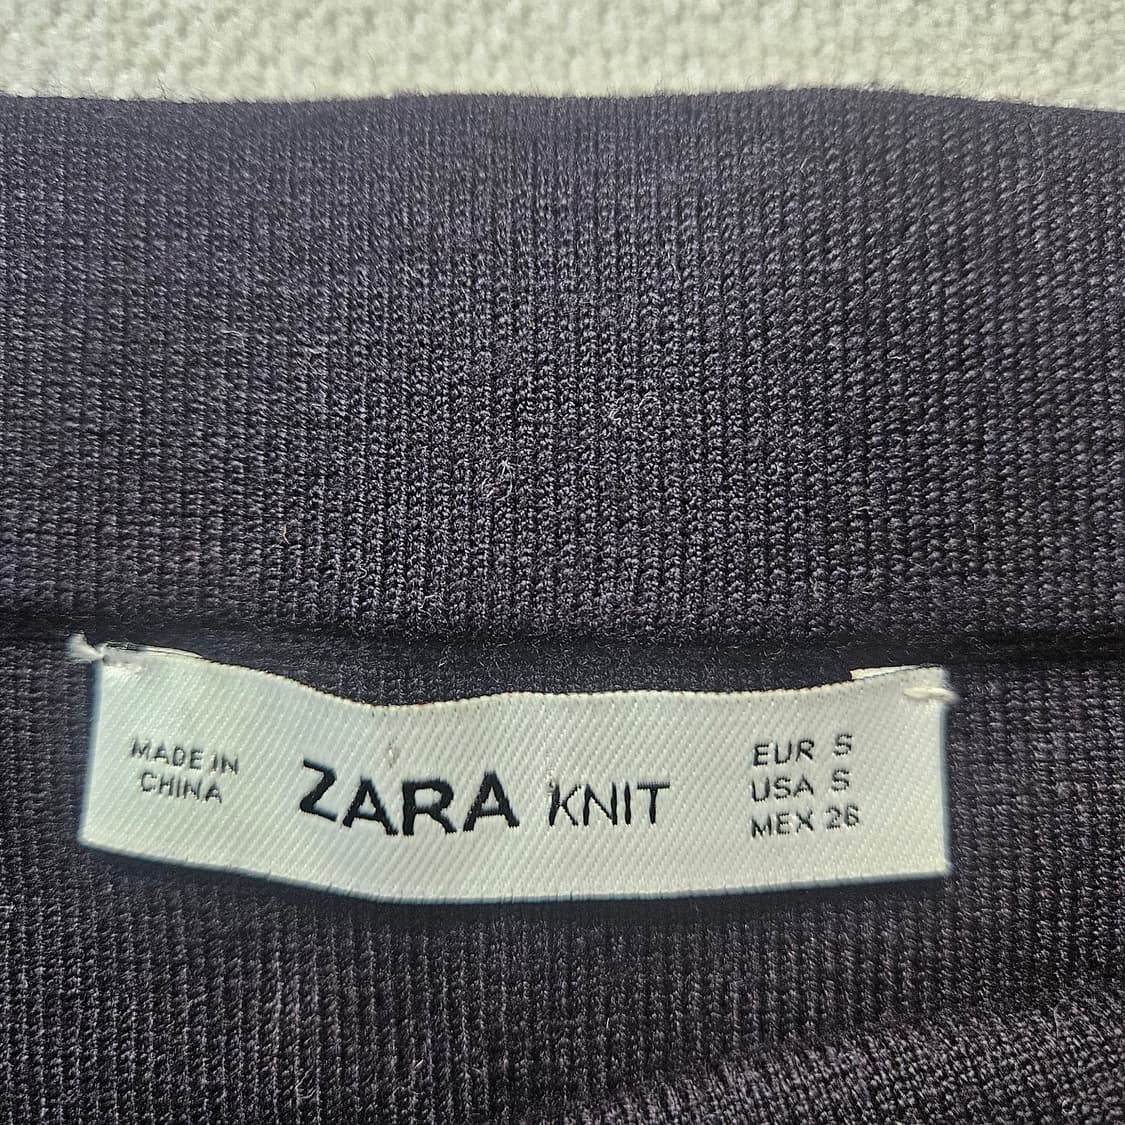 MADE IN
CHINA
ZARA KNIT
EUR S
USA S
MEX 26